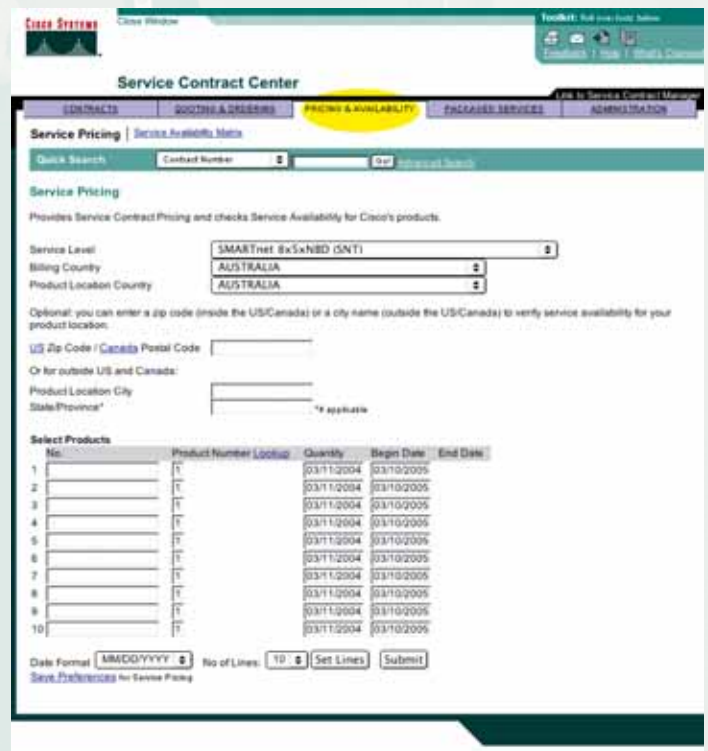 CISCO SYSTEMS
Close Window
Toolkit: Roll over tools below
Feedback | Help |
Service Contract Center
Link to Service Contract Manager
CONTRACTS QUOTING & ORDERING PRICING & AVAILABILITY PACKAGED SERVICES ADMINISTRATION
Service Pricing | Service Availability Matrix
Quick Search Contract Number Go! Advanced Search
Service Pricing
Provides Service Contract Pricing and checks Service Availability for Cisco's products.
Service Level SMARTnet 8x5xNBD (SNT)
Billing Country AUSTRALIA
Product Location Country AUSTRALIA
Optional: you can enter a zip code (inside the US/Canada) or a city name (outside the US/Canada) to verify service availability for your
product location.
US Zip Code / Canada Postal Code
Or for outside US and Canada:
Product Location City
State/Province* *if applicable
Select Products
No. Product Number Lookup Quantity Begin Date End Date
1 1 03/11/2004 03/10/2005
2 1 03/11/2004 03/10/2005
3 1 03/11/2004 03/10/2005
4 1 03/11/2004 03/10/2005
5 1 03/11/2004 03/10/2005
6 1 03/11/2004 03/10/2005
7 1 03/11/2004 03/10/2005
8 1 03/11/2004 03/10/2005
9 1 03/11/2004 03/10/2005
10 1 03/11/2004 03/10/2005
Date Format MM/DD/YYYY No of Lines: 10 Set Lines Submit
Save Preferences for Service Pricing